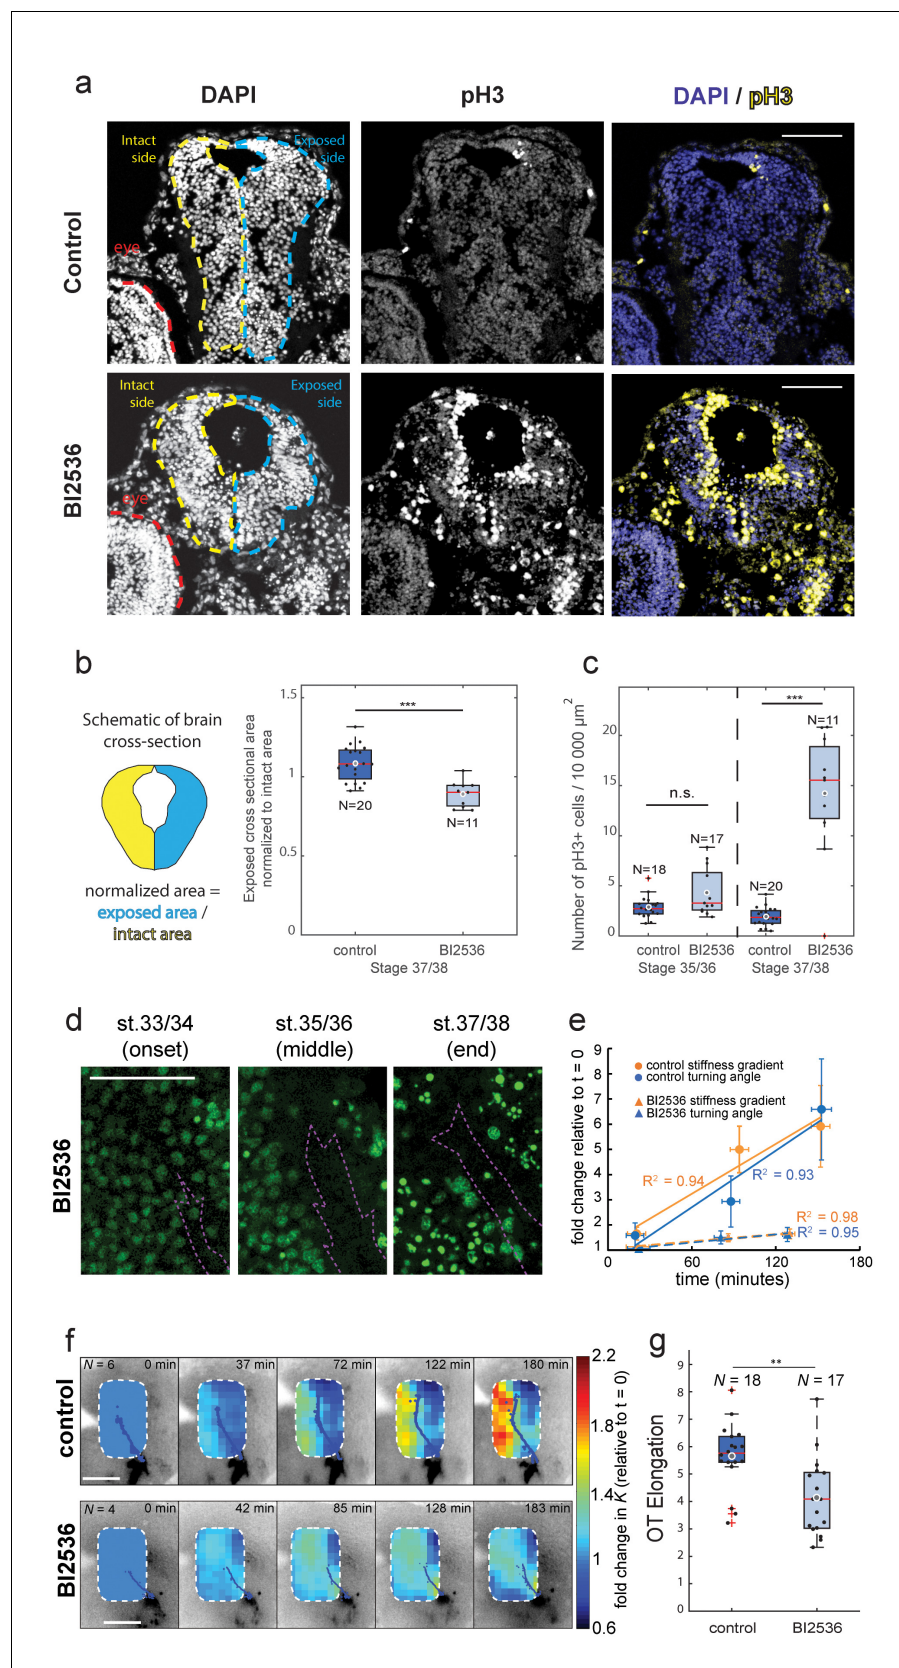 a
DAPI
pH3
DAPI / pH3
Control
Intact
side
Exposed
side
eye
BI2536
Intact
side
Exposed
side
eye
b
Schematic of brain
cross-section
normalized area =
exposed area /
intact area
Exposed cross sectional area
normalized to intact area
1.5
1
0.5
0
***
N=20
N=11
control
BI2536
Stage 37/38
c
Number of pH3+ cells / 10 000 µm²
20
15
10
5
0
n.s.
***
N=18
N=17
N=20
N=11
control
BI2536
control
BI2536
Stage 35/36
Stage 37/38
d
st.33/34
(onset)
st.35/36
(middle)
st.37/38
(end)
BI2536
e
fold change relative to t = 0
9
8
7
6
5
4
3
2
1
control stiffness gradient
control turning angle
BI2536 stiffness gradient
BI2536 turning angle
R² = 0.94
R² = 0.93
R² = 0.98
R² = 0.95
0
60
120
180
time (minutes)
f
control
N = 6
0 min
37 min
72 min
122 min
180 min
BI2536
N = 4
0 min
42 min
85 min
128 min
183 min
2.2
1.8
1.4
1
0.6
fold change in K (relative to t = 0)
g
OT Elongation
9
8
7
6
5
4
3
2
1
0
**
N = 18
N = 17
control
BI2536